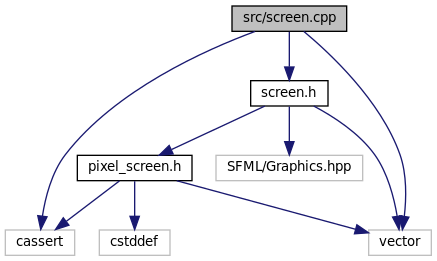 src/screen.cpp
screen.h
pixel_screen.h
SFML/Graphics.hpp
cassert
cstddef
vector